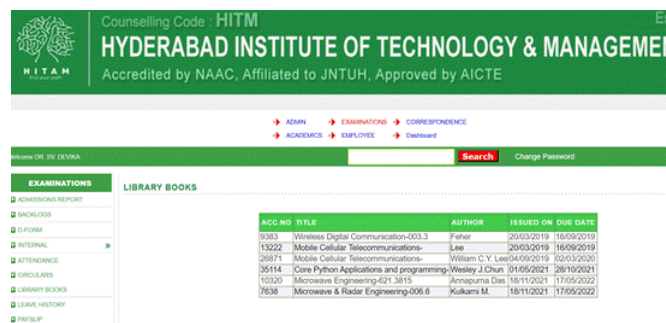 Counselling Code : HITM
E
HYDERABAD INSTITUTE OF TECHNOLOGY & MANAGEME
HITAM
Accredited by NAAC, Affiliated to JNTUH, Approved by AICTE
ADMIN EXAMINATIONS CORRESPONDENCE
ACADEMICS EMPLOYEE Dashboard
elcome DR. SV. DEVIKA Search Change Password
EXAMINATIONS
ADMISSIONS REPORT
BACKLOGS
D-FORM
INTERNAL »
ATTENDANCE
CIRCULARS
LIBRARY BOOKS
LEAVE HISTORY
PAYSLIP
LIBRARY BOOKS
ACC.NO TITLE AUTHOR ISSUED ON DUE DATE
9383 Wireless Digital Communication-003.3 Feher 20/03/2019 16/09/2019
13222 Mobile Cellular Telecommunications- Lee 20/03/2019 16/09/2019
26871 Mobile Cellular Telecommunications- William C.Y. Lee 04/09/2019 02/03/2020
35114 Core Python Applications and programming- Wesley J.Chun 01/05/2021 28/10/2021
10320 Microwave Engineering-621.3815 Annapurna Das 18/11/2021 17/05/2022
7638 Microwave & Radar Engineering-006.6 Kulkarni M. 18/11/2021 17/05/2022